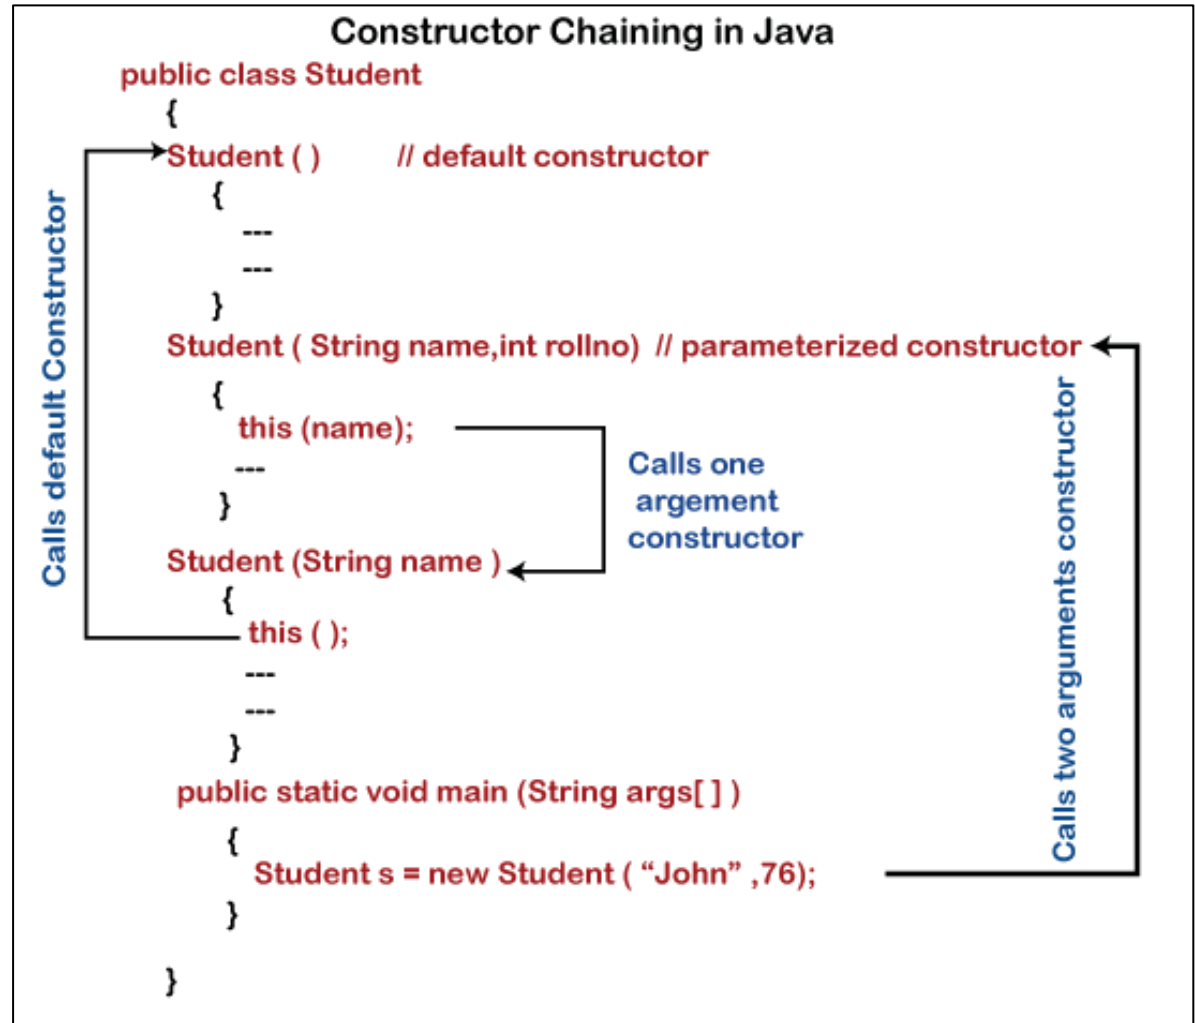 Constructor Chaining in Java
public class Student
{
Student ( ) // default constructor
{
---
---
}
Student ( String name,int rollno) // parameterized constructor
{
this (name);
---
}
Student (String name )
{
this ( );
---
---
}
public static void main (String args[ ] )
{
Student s = new Student ( “John” ,76);
}
}
Calls default Constructor
Calls one
argement
constructor
Calls two arguments constructor